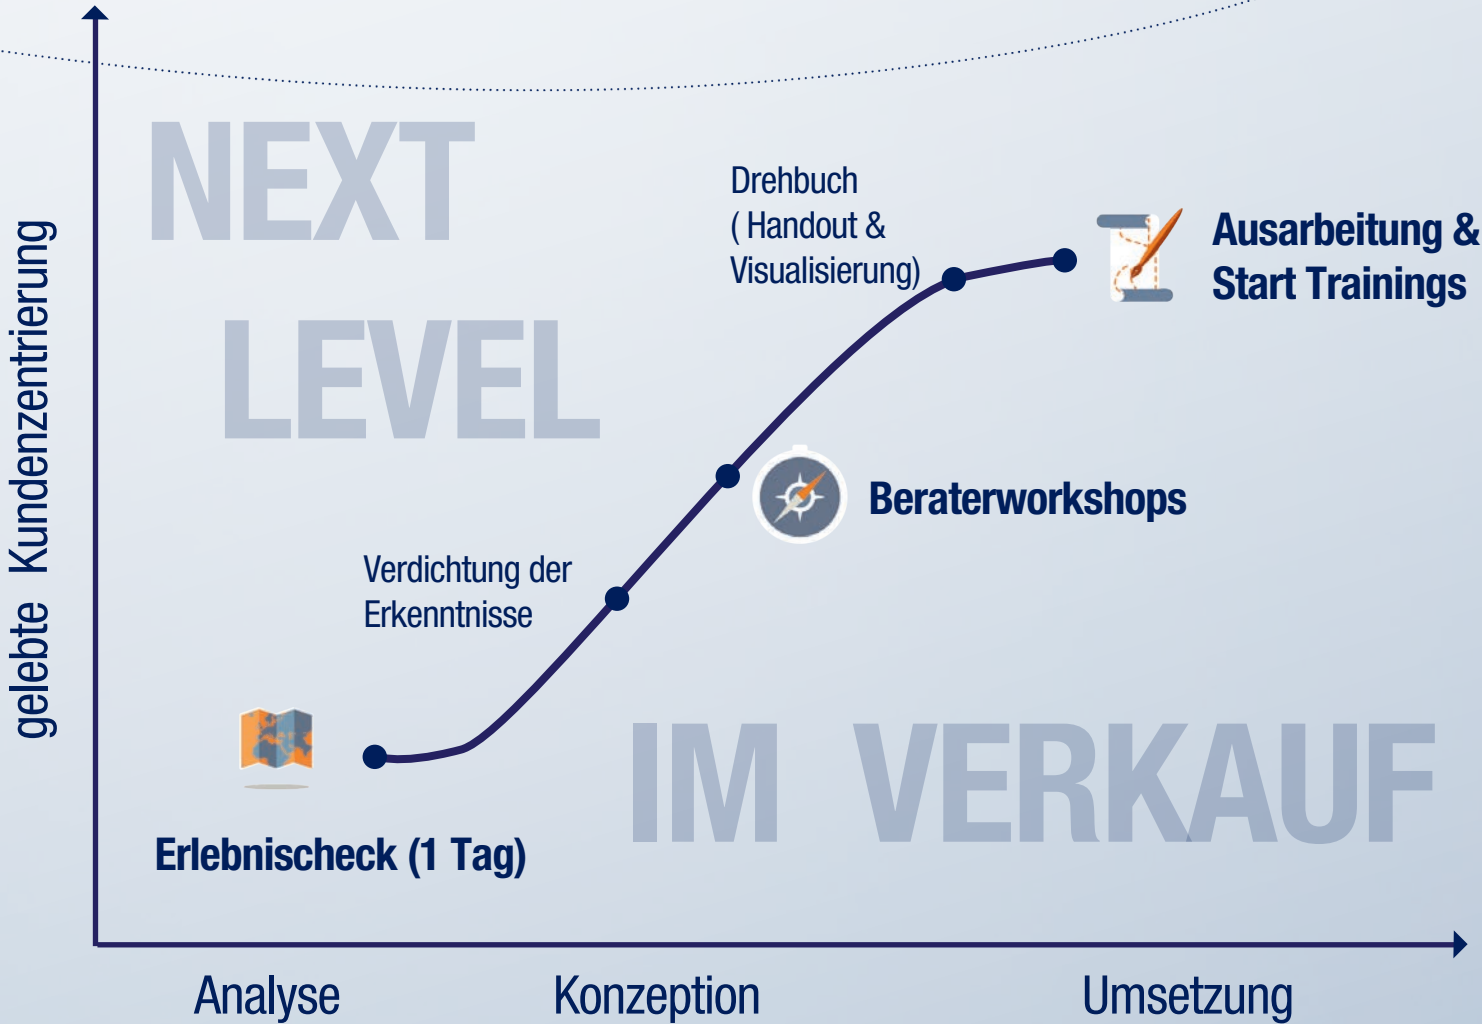 NEXT
LEVEL
gelebte Kundenzentrierung
Drehbuch
( Handout &
Visualisierung)
Ausarbeitung &
Start Trainings
Beraterworkshops
Verdichtung der
Erkenntnisse
Erlebnischeck (1 Tag)
IM VERKAUF
Analyse
Konzeption
Umsetzung